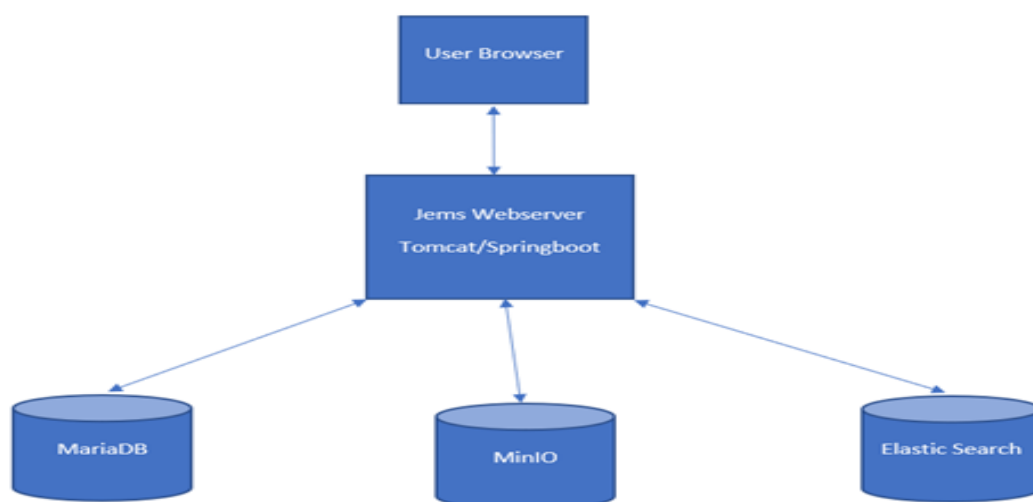 User Browser
Jems Webserver
Tomcat/Springboot
MariaDB
MinIO
Elastic Search